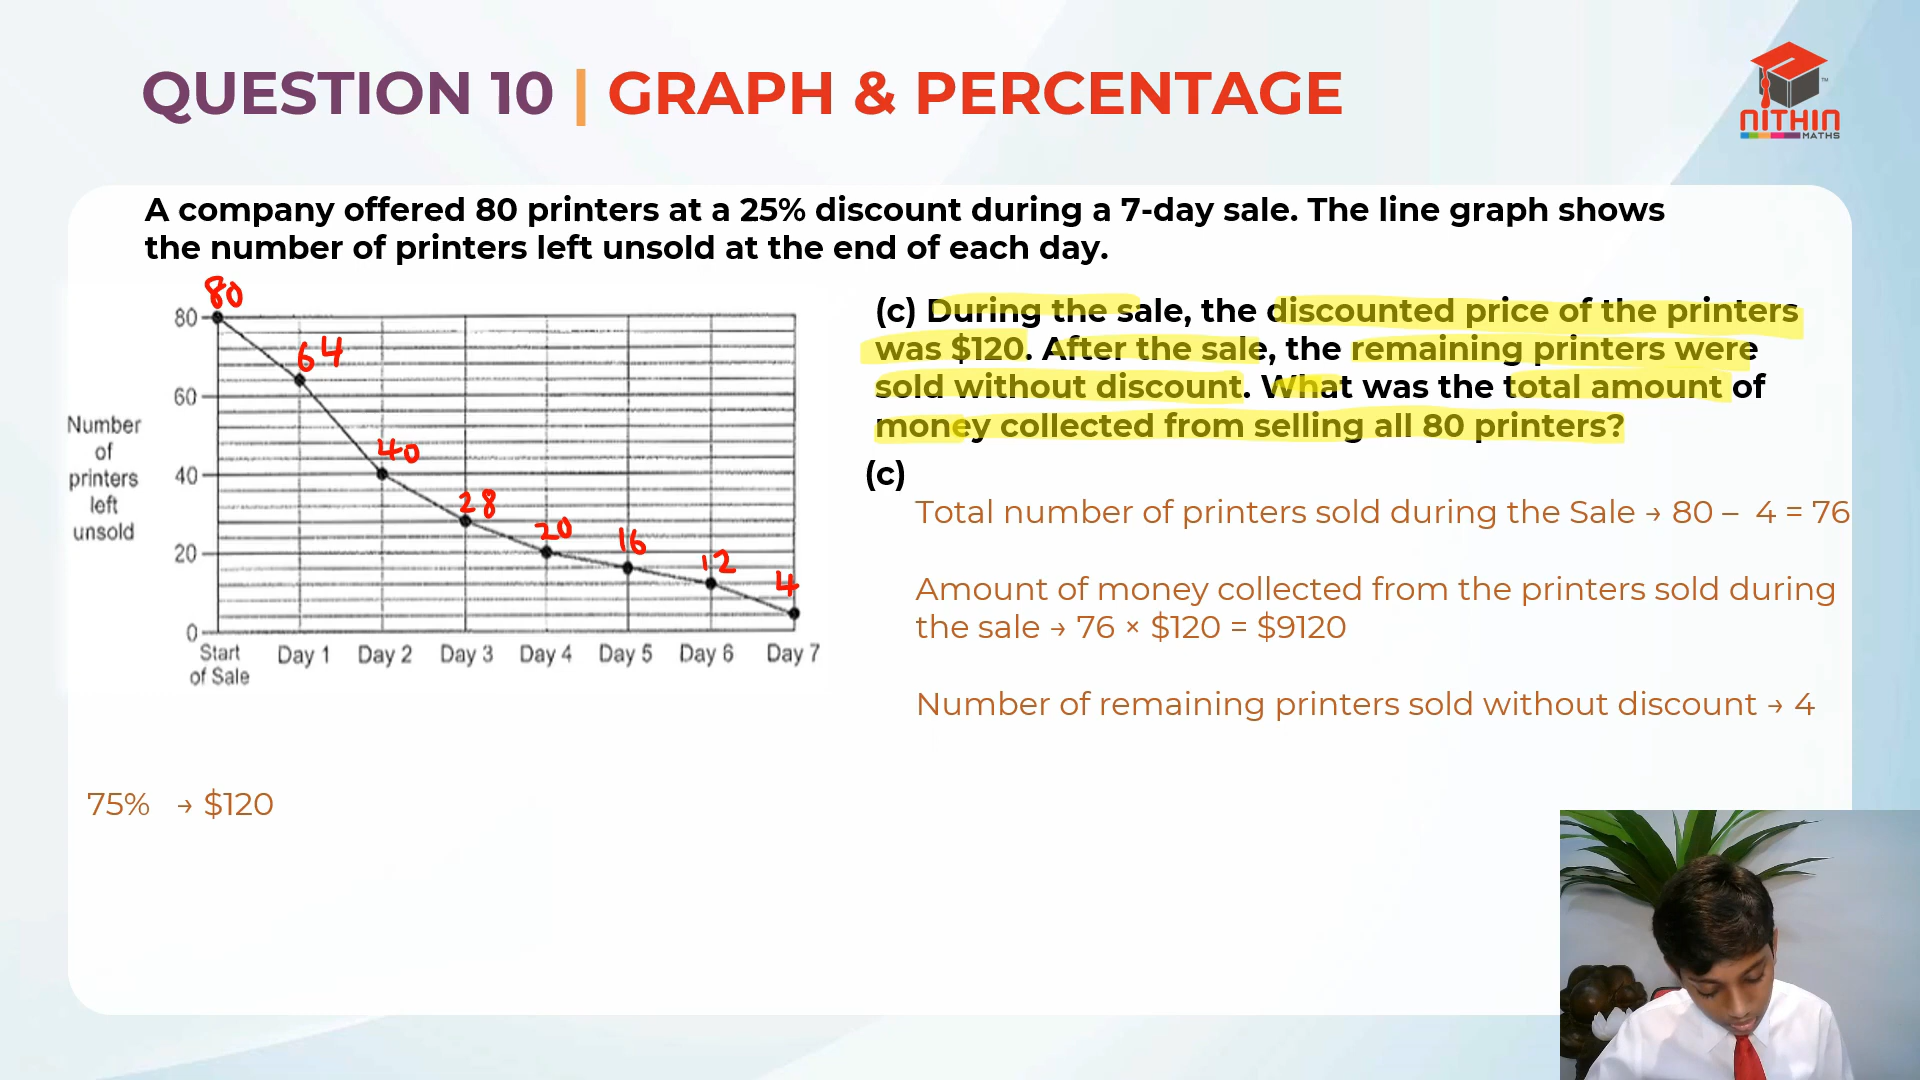 QUESTION 10 | GRAPH & PERCENTAGE
NITHIN
MATHS
TM
A company offered 80 printers at a 25% discount during a 7-day sale. The line graph shows
the number of printers left unsold at the end of each day.
80
64
40
28
20
16
12
4
80
60
40
20
0
Number
of
printers
left
unsold
Start
of Sale
Day 1
Day 2
Day 3
Day 4
Day 5
Day 6
Day 7
(c) During the sale, the discounted price of the printers
was $120. After the sale, the remaining printers were
sold without discount. What was the total amount of
money collected from selling all 80 printers?
(c)
Total number of printers sold during the Sale → 80 – 4 = 76
Amount of money collected from the printers sold during
the sale → 76 × $120 = $9120
Number of remaining printers sold without discount → 4
75% → $120